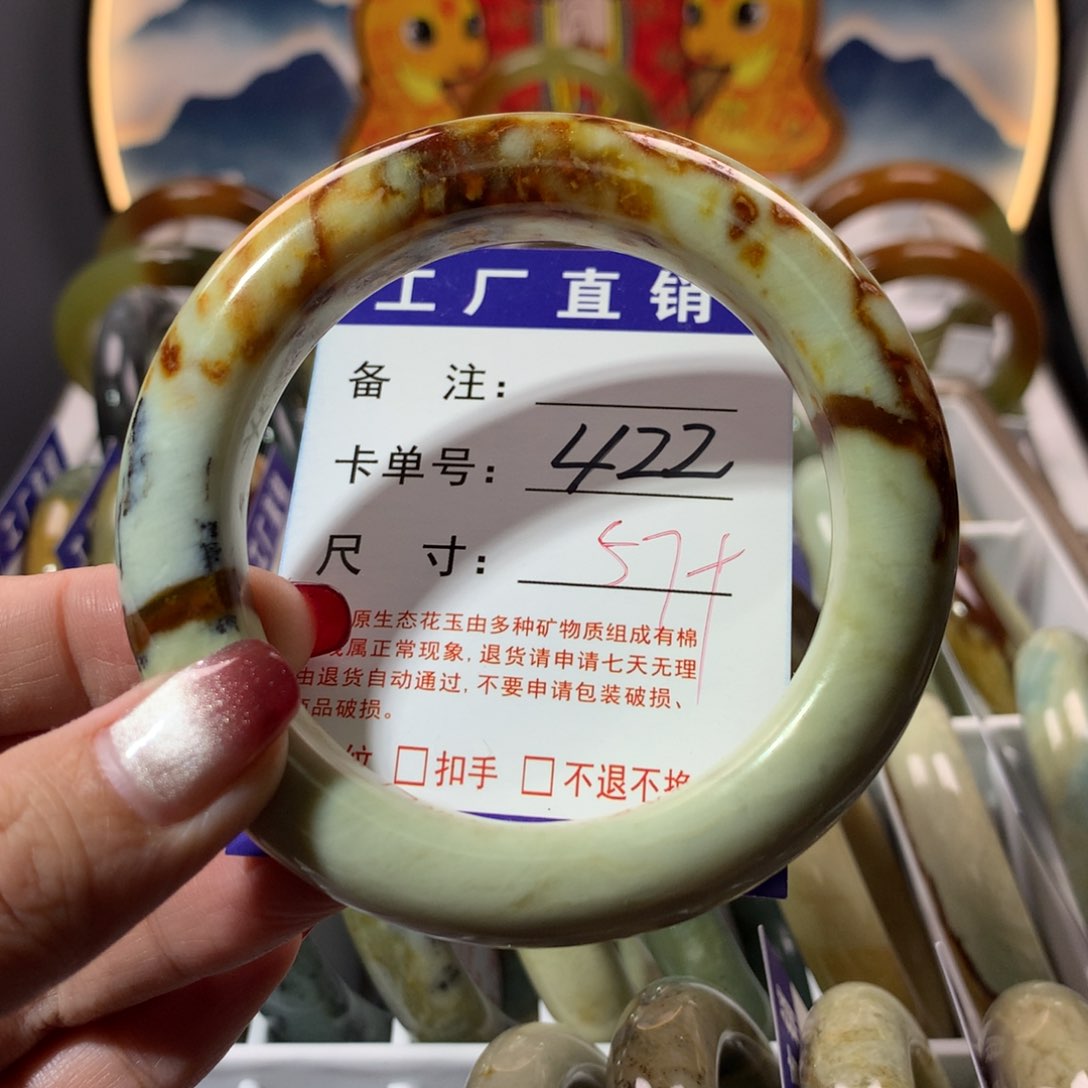 工厂直销
备 注：
卡单号：422
尺 寸：57+
原生态花玉由多种矿物质组成有棉
属正常现象，退货请申请七天无理
由退货自动通过，不要申请包装破损、
品破损。
纹 □扣手 □不退不换